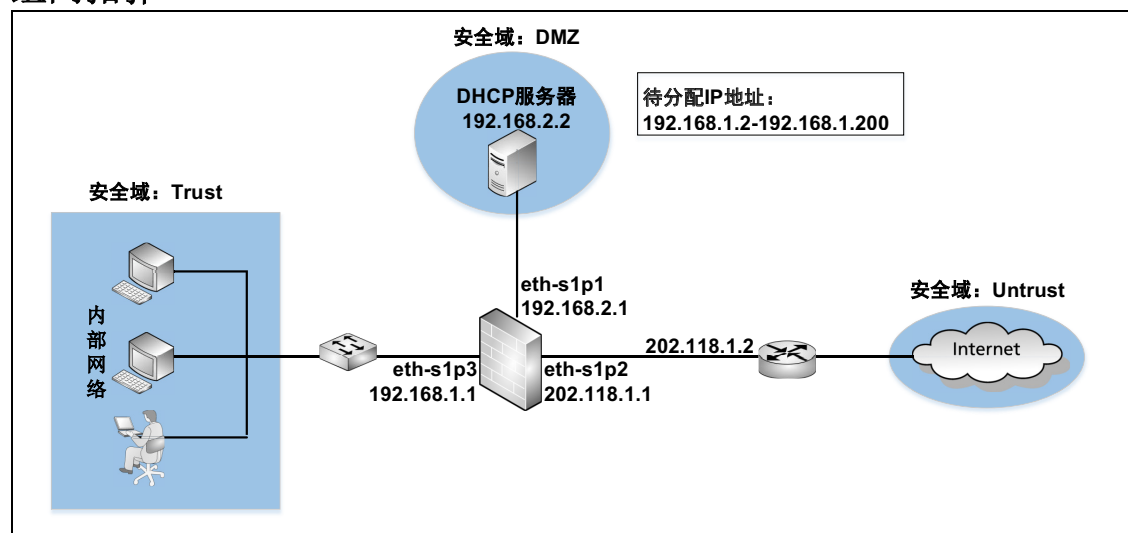 安全域：DMZ
DHCP服务器
192.168.2.2
待分配IP地址：
192.168.1.2-192.168.1.200
安全域：Trust
内部网络
eth-s1p1
192.168.2.1
安全域：Untrust
202.118.1.2
Internet
eth-s1p3
192.168.1.1
eth-s1p2
202.118.1.1